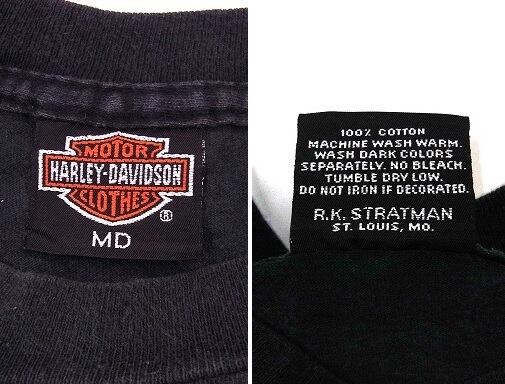 MOTOR
HARLEY-DAVIDSON
CLOTHES
®
MD
100% COTTON
MACHINE WASH WARM.
WASH DARK COLORS
SEPARATELY. NO BLEACH.
TUMBLE DRY LOW.
DO NOT IRON IF DECORATED.
R.K. STRATMAN
ST. LOUIS, MO.